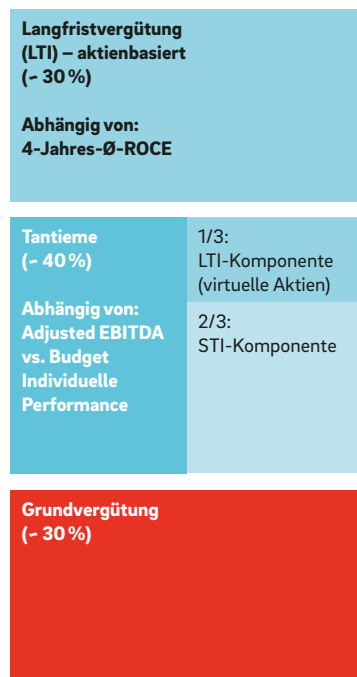 Langfristvergütung
(LTI) – aktienbasiert
(~ 30 %)
Abhängig von:
4-Jahres-Ø-ROCE
Tantieme
(~ 40 %)
Abhängig von:
Adjusted EBITDA
vs. Budget
Individuelle
Performance
1/3:
LTI-Komponente
(virtuelle Aktien)
2/3:
STI-Komponente
Grundvergütung
(~ 30 %)